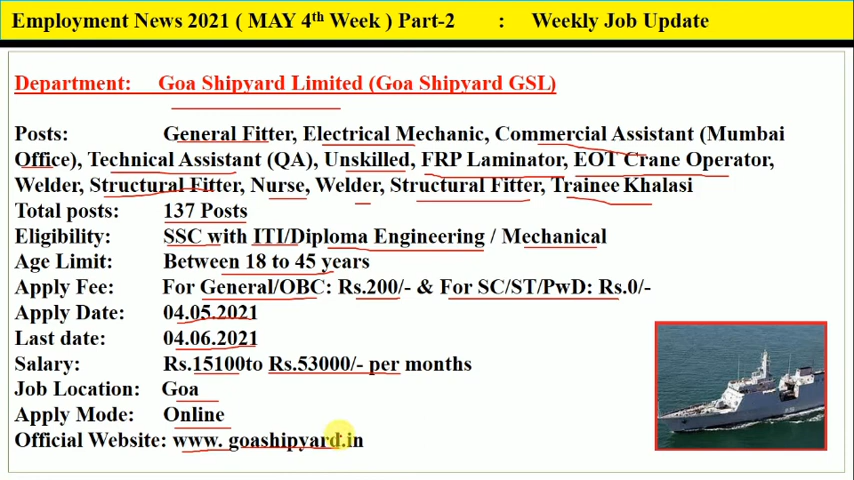 Employment News 2021 ( MAY 4th Week ) Part-2 : Weekly Job Update
Department: Goa Shipyard Limited (Goa Shipyard GSL)
Posts: General Fitter, Electrical Mechanic, Commercial Assistant (Mumbai
Office), Technical Assistant (QA), Unskilled, FRP Laminator, EOT Crane Operator,
Welder, Structural Fitter, Nurse, Welder, Structural Fitter, Trainee Khalasi
Total posts: 137 Posts
Eligibility: SSC with ITI/Diploma Engineering / Mechanical
Age Limit: Between 18 to 45 years
Apply Fee: For General/OBC: Rs.200/- & For SC/ST/PwD: Rs.0/-
Apply Date: 04.05.2021
Last date: 04.06.2021
Salary: Rs.15100to Rs.53000/- per months
Job Location: Goa
Apply Mode: Online
Official Website: www. goashipyard.in